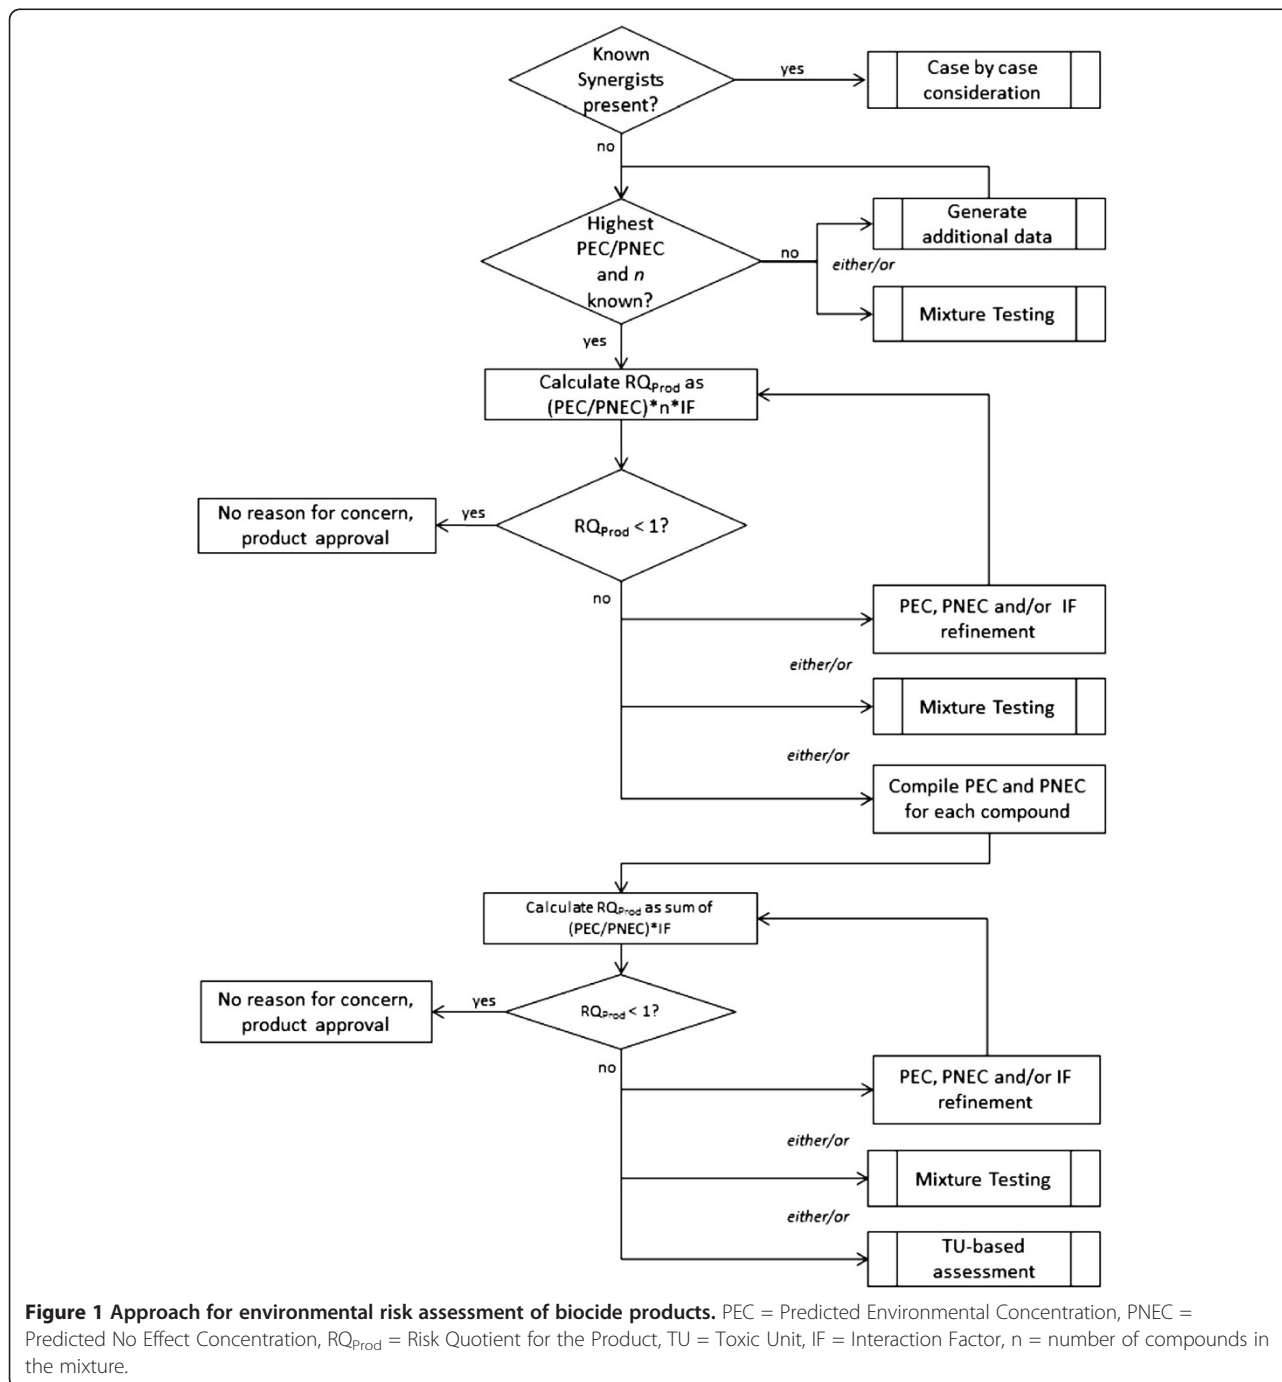 Known
Synergists
present?
yes
Case by case
consideration
no
Highest
PEC/PNEC
and n
known?
no
either/or
Generate
additional data
Mixture Testing
yes
Calculate RQProd as
(PEC/PNEC)*n*IF
RQProd < 1?
yes
No reason for concern,
product approval
no
PEC, PNEC and/or IF
refinement
either/or
Mixture Testing
either/or
Compile PEC and PNEC
for each compound
Calculate RQProd as sum of
(PEC/PNEC)*IF
RQProd < 1?
yes
No reason for concern,
product approval
no
PEC, PNEC and/or IF
refinement
either/or
Mixture Testing
either/or
TU-based
assessment
Figure 1 Approach for environmental risk assessment of biocide products. PEC = Predicted Environmental Concentration, PNEC =
Predicted No Effect Concentration, RQProd = Risk Quotient for the Product, TU = Toxic Unit, IF = Interaction Factor, n = number of compounds in
the mixture.